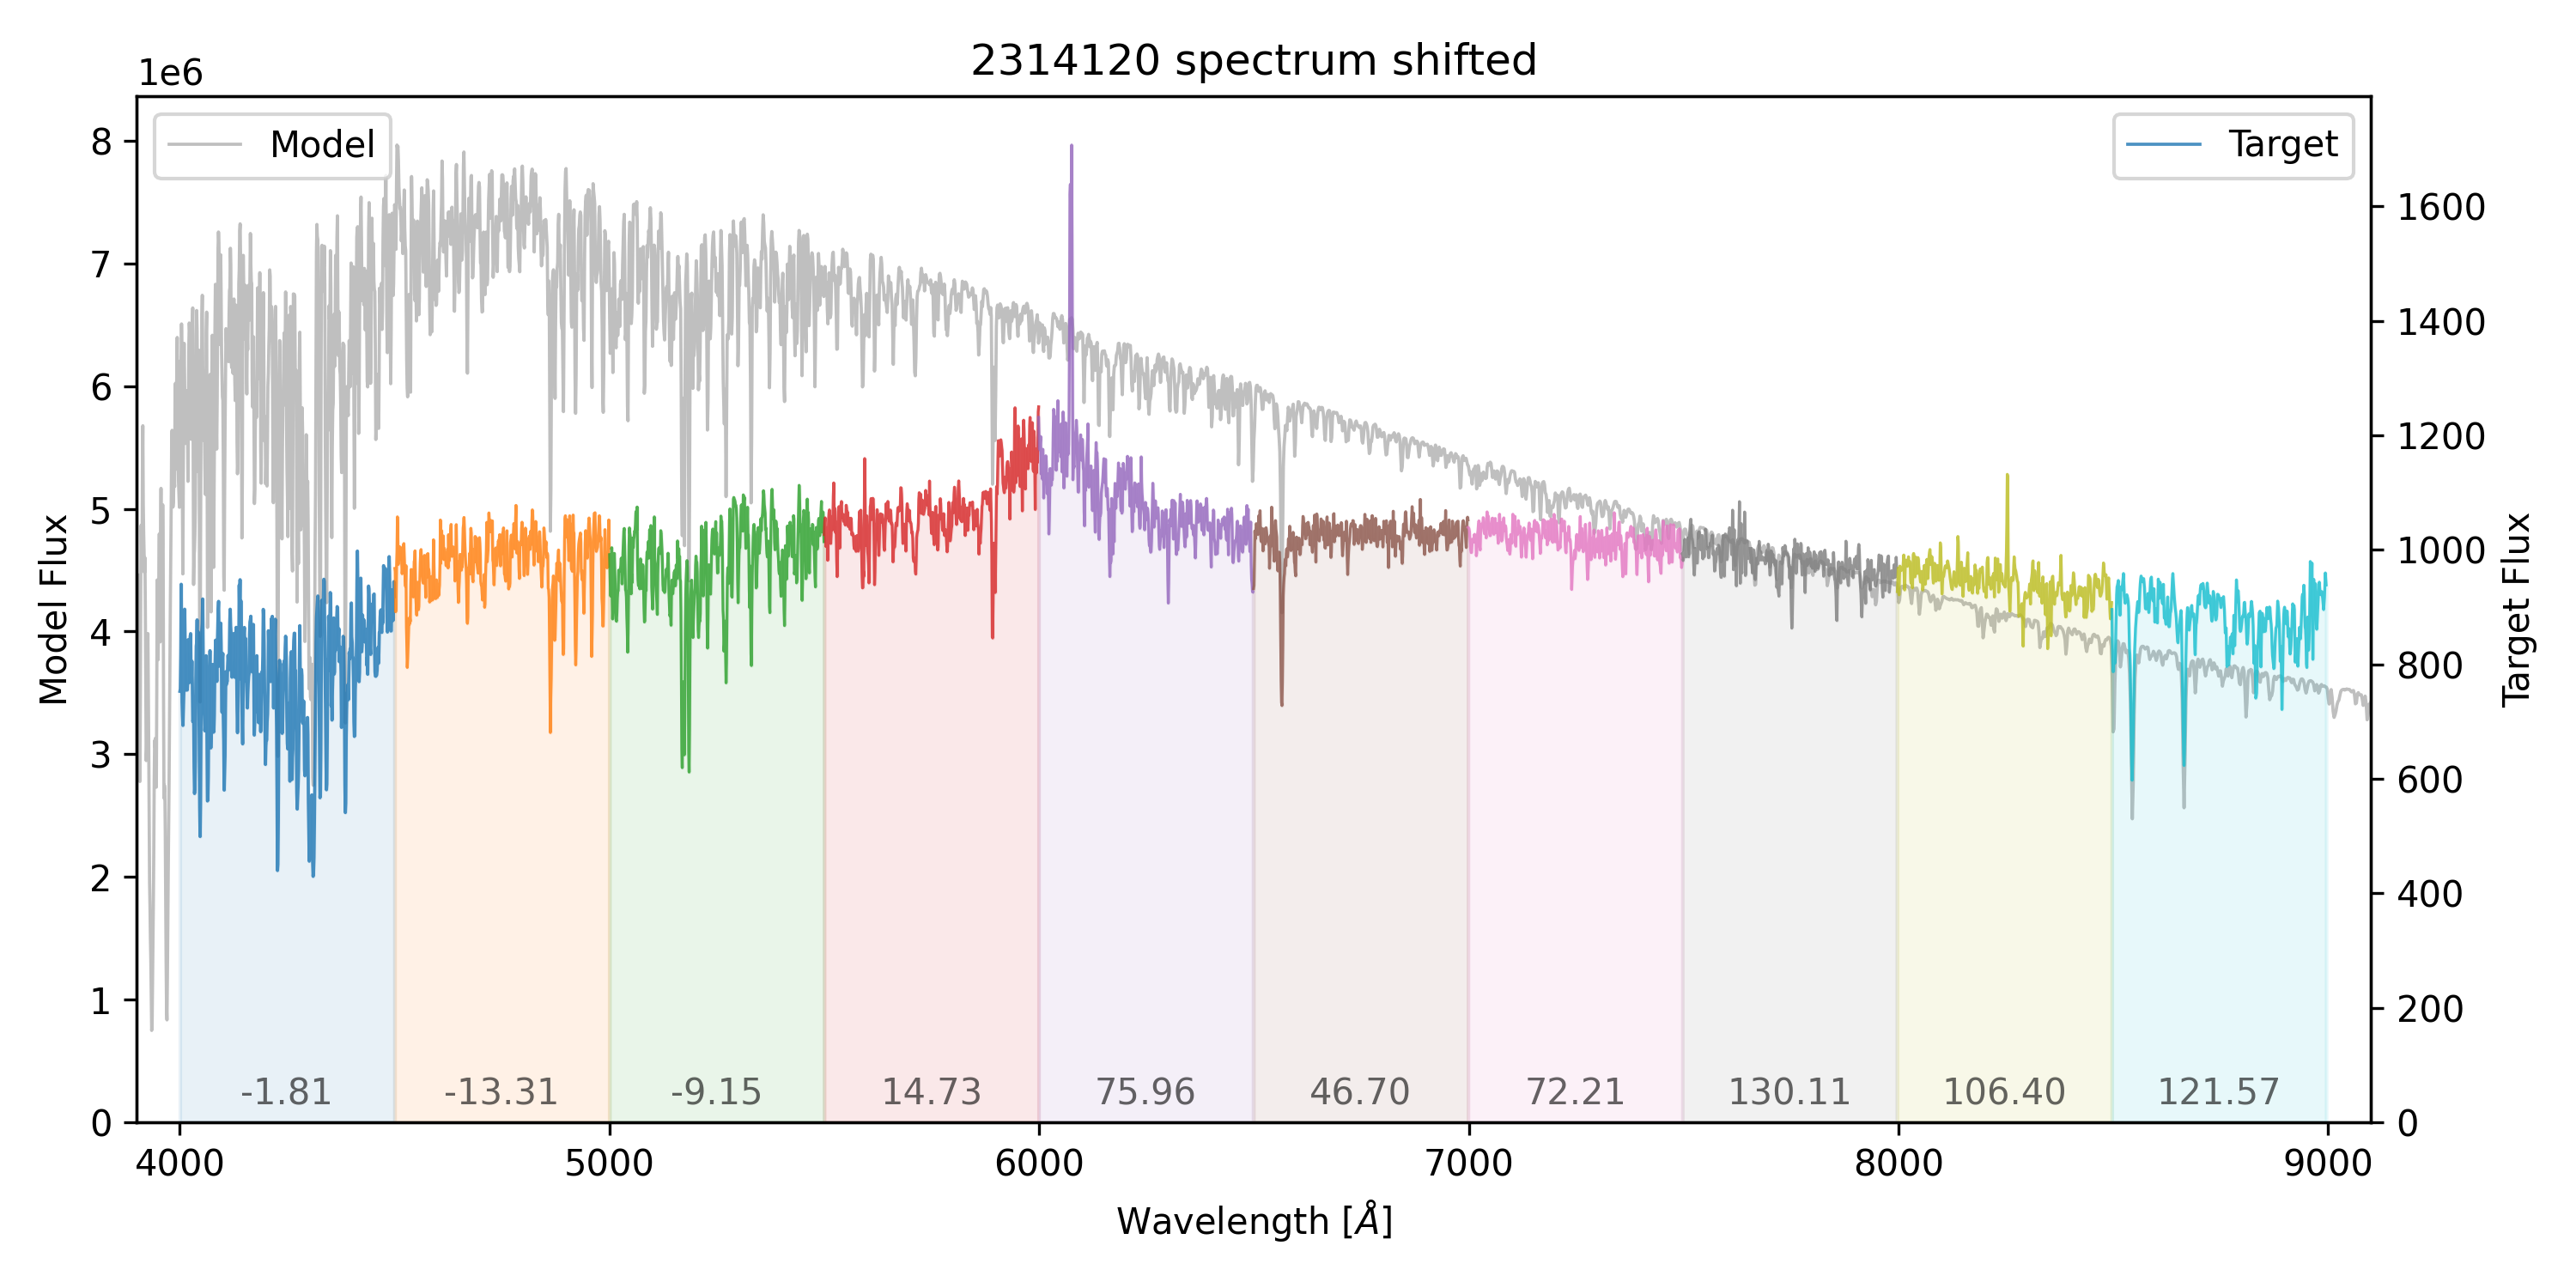 2314120 spectrum shifted
1e6
Model
Target
8
7
6
5
4
3
2
1
0
Model Flux
1600
1400
1200
1000
800
600
400
200
0
Target Flux
-1.81 -13.31 -9.15 14.73 75.96 46.70 72.21 130.11 106.40 121.57
4000 5000 6000 7000 8000 9000
Wavelength [Å]